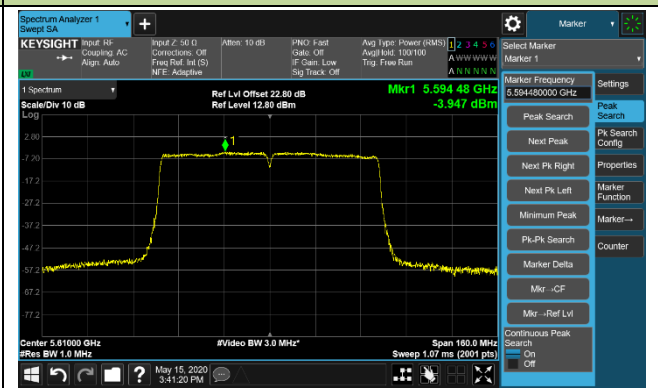 Spectrum Analyzer 1
Swept SA
+
Marker
KEYSIGHT
Input: RF
Coupling: AC
Align: Auto
Input Z: 50 Ω
Corrections: Off
Freq Ref: Int (S)
NFE: Adaptive
Atten: 10 dB
PNO: Fast
Gate: Off
IF Gain: Low
Sig Track: Off
Avg Type: Power (RMS)
Avg|Hold: 100/100
Trig: Free Run
1 2 3 4 5 6
A W W W W W
A N N N N N
Select Marker
Marker 1
LXI
1 Spectrum
Scale/Div 10 dB
Log
Ref Lvl Offset 22.80 dB
Ref Level 12.80 dBm
Mkr1 5.594 48 GHz
-3.947 dBm
1
2.80
-7.20
-17.2
-27.2
-37.2
-47.2
-57.2
-67.2
-77.2
Center 5.61000 GHz
#Res BW 1.0 MHz
#Video BW 3.0 MHz*
Span 160.0 MHz
Sweep 1.07 ms (2001 pts)
Marker Frequency
5.594480000 GHz
Peak Search
Next Peak
Next Pk Right
Next Pk Left
Minimum Peak
Pk-Pk Search
Marker Delta
Mkr→CF
Mkr→Ref Lvl
Continuous Peak
Search
On
Off
Settings
Peak
Search
Pk Search
Config
Properties
Marker
Function
Marker→
Counter
?
May 15, 2020
3:41:20 PM